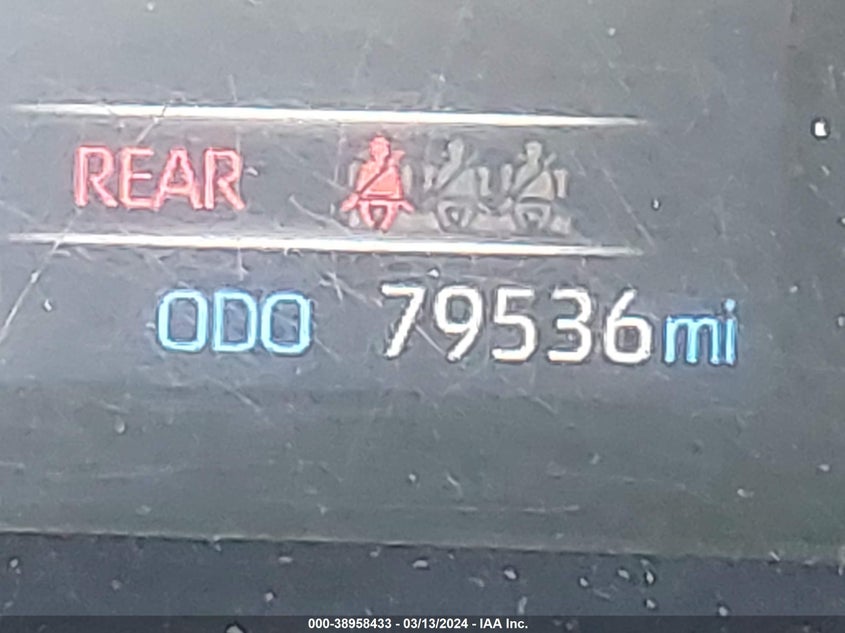 REAR
ODO 79536mi
000-38958433 - 03/13/2024 - IAA Inc.